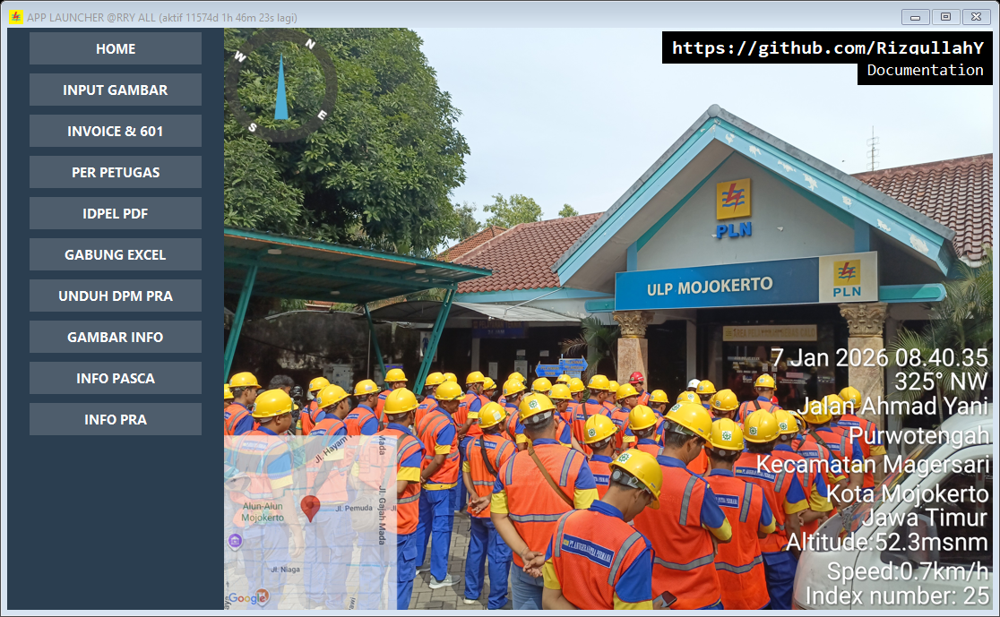 APP LAUNCHER @RRY ALL (aktif 11574d 1h 46m 23s lagi)
HOME
INPUT GAMBAR
INVOICE & 601
PER PETUGAS
IDPEL PDF
GABUNG EXCEL
UNDUH DPM PRA
GAMBAR INFO
INFO PASCA
INFO PRA
https://github.com/RizqullahY
Documentation
N
W
E
S
PLN
ULP MOJOKERTO
PLN
7 Jan 2026 08.40.35
325° NW
Jalan Ahmad Yani
Purwotengah
Kecamatan Magersari
Kota Mojokerto
Jawa Timur
Altitude:52.3msnm
Speed:0.7km/h
Index number: 25
Jl. Hayam
Mada
Alun-Alun
Mojokerto
Jl. Pemuda
Jl. Gajah Mada
Jl. Niaga
Google